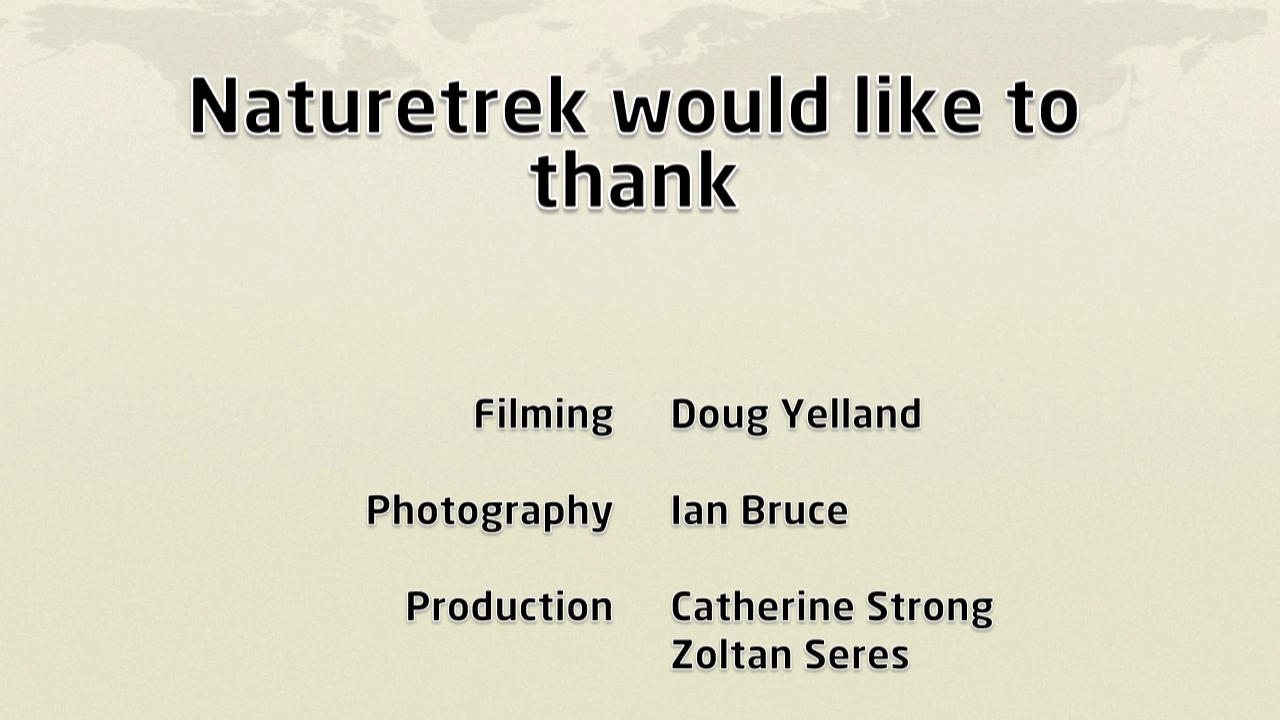 Naturetrek would like to
thank
Filming Doug Yelland
Photography Ian Bruce
Production Catherine Strong
Zoltan Seres